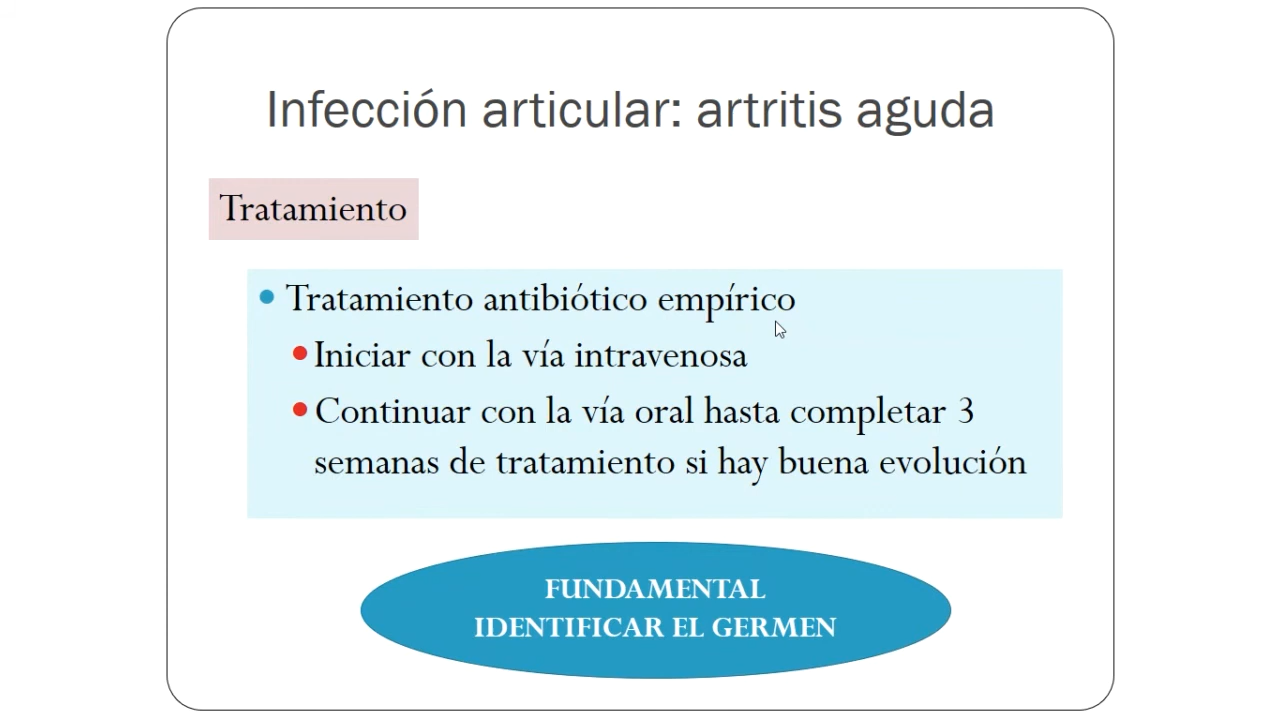 Infección articular: artritis aguda
Tratamiento
Tratamiento antibiótico empírico
Iniciar con la vía intravenosa
Continuar con la vía oral hasta completar 3
semanas de tratamiento si hay buena evolución
FUNDAMENTAL
IDENTIFICAR EL GERMEN